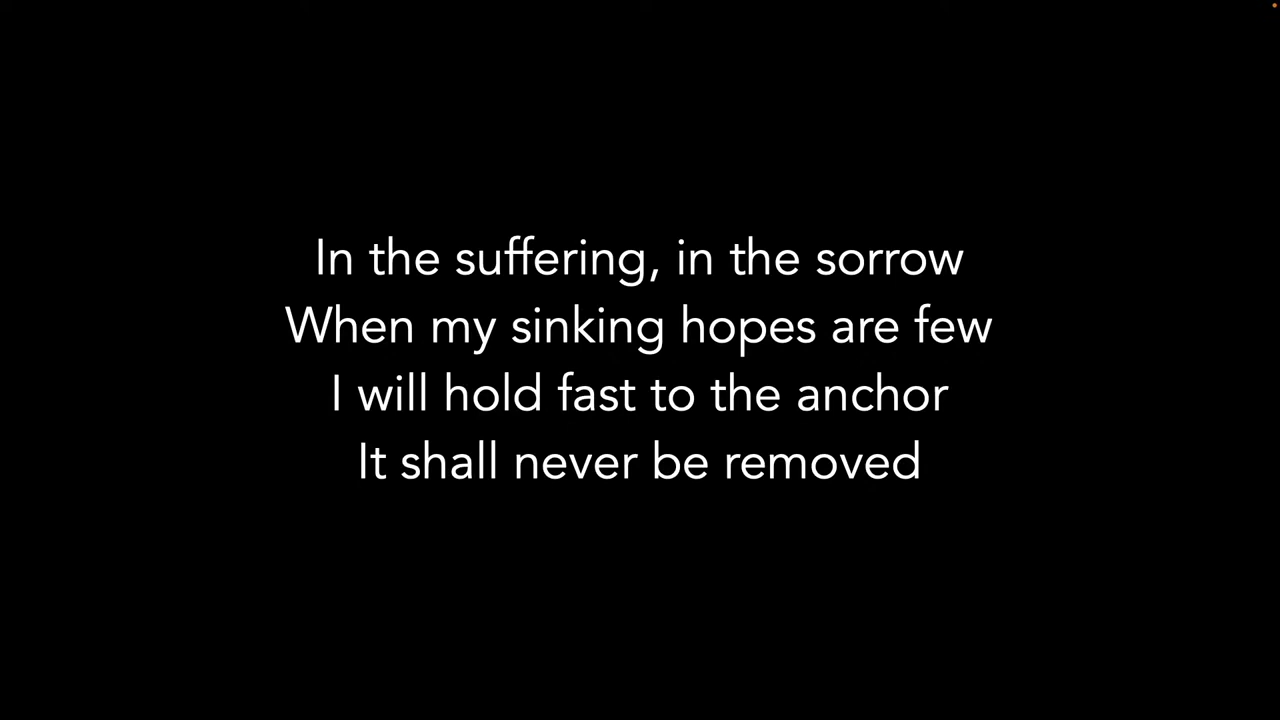 In the suffering, in the sorrow
When my sinking hopes are few
I will hold fast to the anchor
It shall never be removed